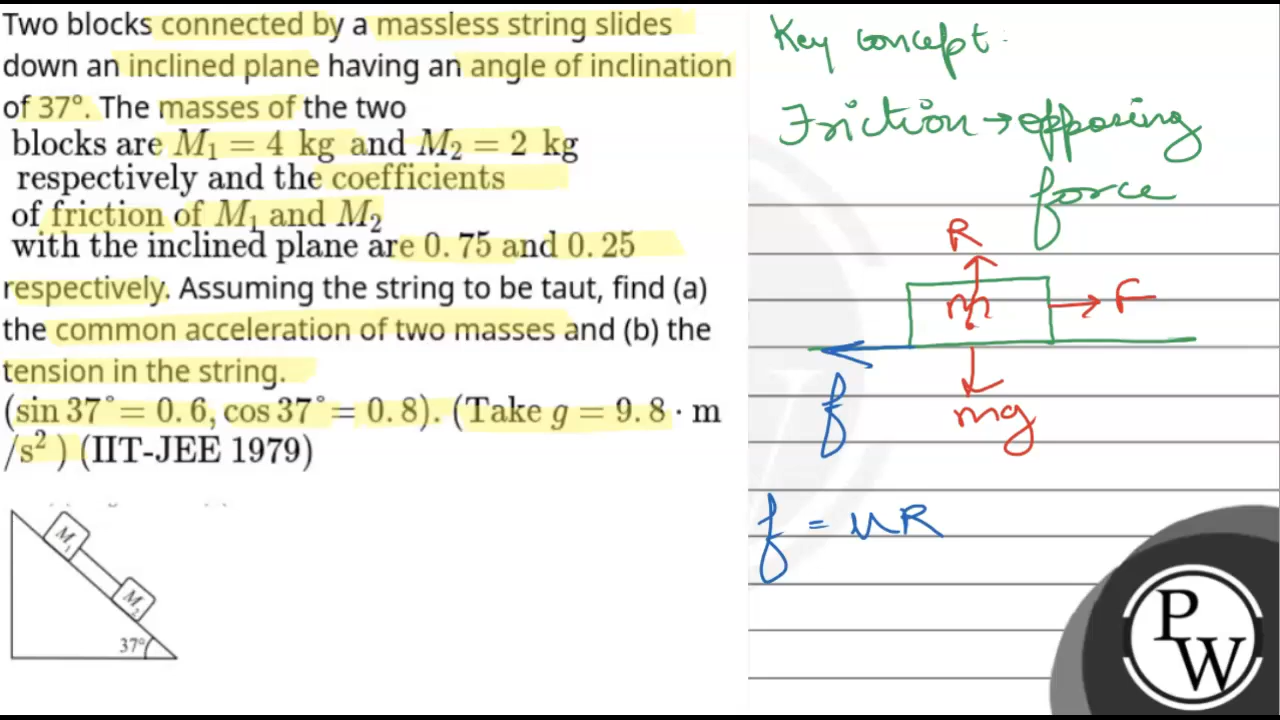 Two blocks connected by a massless string slides
down an inclined plane having an angle of inclination
of 37°. The masses of the two
blocks are M₁ = 4 kg and M₂ = 2 kg
respectively and the coefficients
of friction of M₁ and M₂
with the inclined plane are 0.75 and 0.25
respectively. Assuming the string to be taut, find (a)
the common acceleration of two masses and (b) the
tension in the string.
(sin 37° = 0.6, cos 37° = 0.8). (Take g = 9.8 · m
/s² ) (IIT-JEE 1979)
M₁
M₂
37°
Key concept:
Friction → opposing
force
R
m
F
f
mg
f = μR
P
W